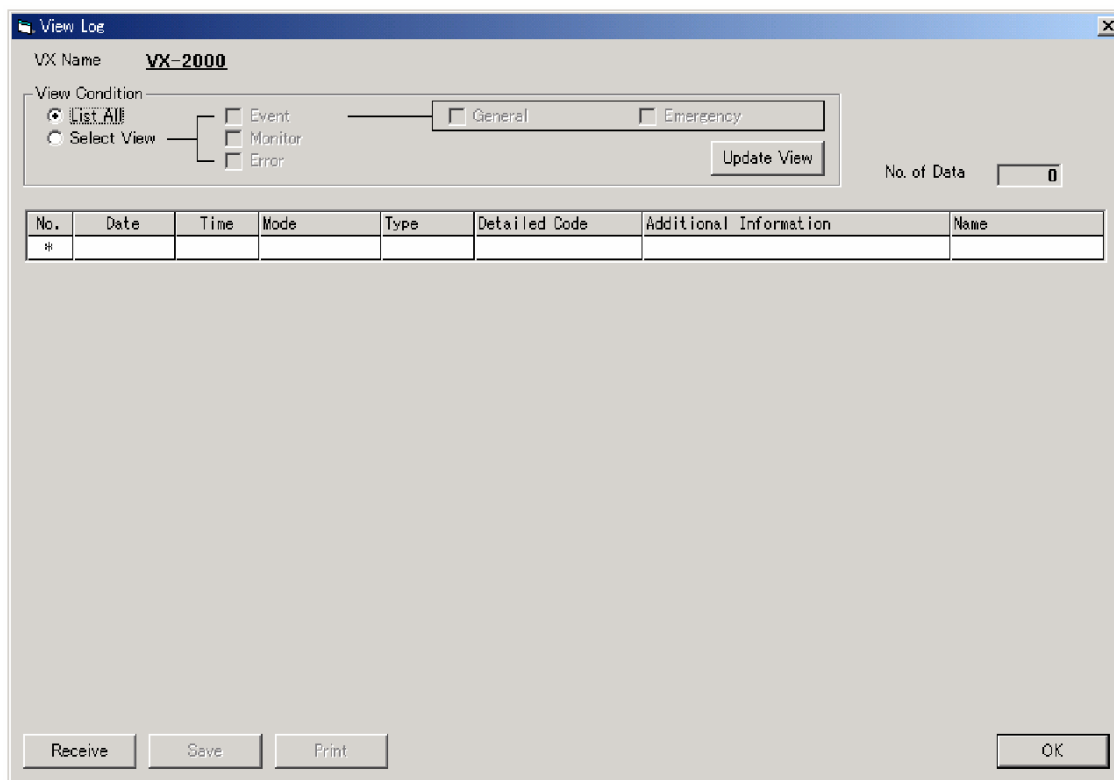 View Log
VX Name VX-2000
View Condition
List All Event General Emergency
Select View Monitor
Error Update View
No. of Data 0
No. Date Time Mode Type Detailed Code Additional Information Name
*
Receive Save Print OK